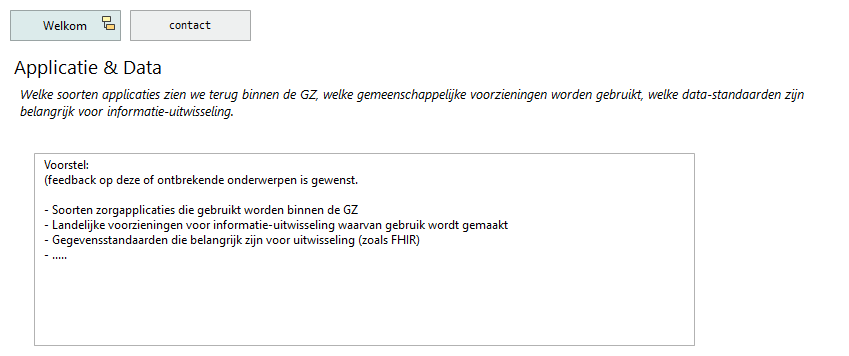 Welkom
contact
Applicatie & Data
Welke soorten applicaties zien we terug binnen de GZ, welke gemeenschappelijke voorzieningen worden gebruikt, welke data-standaarden zijn
belangrijk voor informatie-uitwisseling.
Voorstel:
(feedback op deze of ontbrekende onderwerpen is gewenst.
- Soorten zorgapplicaties die gebruikt worden binnen de GZ
- Landelijke voorzieningen voor informatie-uitwisseling waarvan gebruik wordt gemaakt
- Gegevensstandaarden die belangrijk zijn voor uitwisseling (zoals FHIR)
- .....